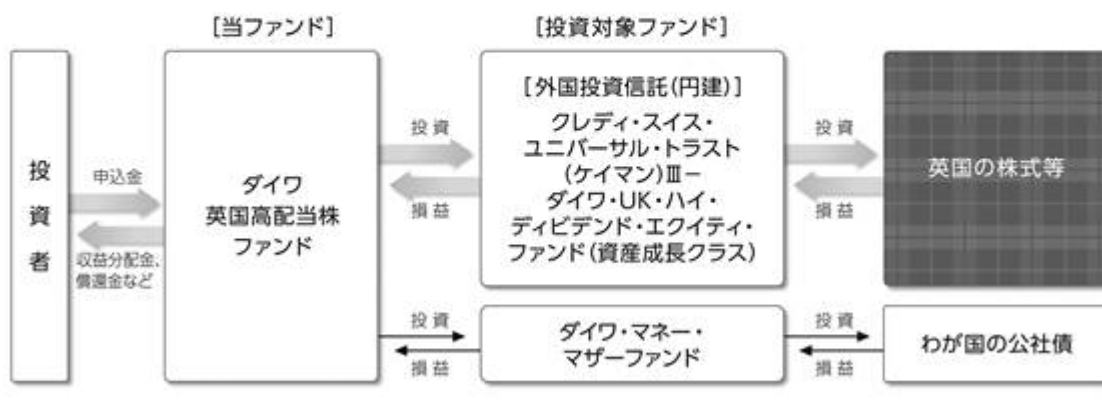 [当ファンド]
[投資対象ファンド]
投資者
申込金
収益分配金、
償還金など
ダイワ
英国高配当株
ファンド
投資
損益
[外国投資信託(円建)]
クレディ・スイス・
ユニバーサル・トラスト
(ケイマン)Ⅲー
ダイワ・UK・ハイ・
ディビデンド・エクイティ・
ファンド(資産成長クラス)
投資
損益
英国の株式等
投資
損益
ダイワ・マネー・
マザーファンド
投資
損益
わが国の公社債